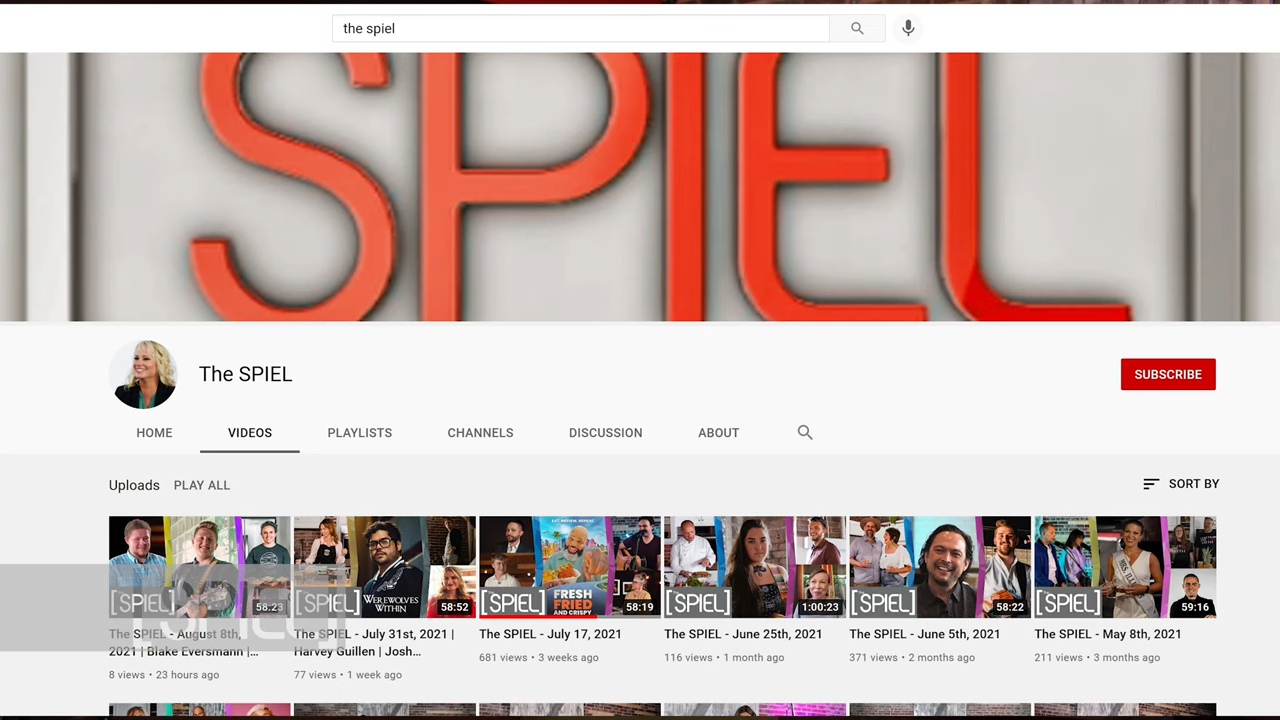 the spiel
SPIEL
The SPIEL
SUBSCRIBE
HOME VIDEOS PLAYLISTS CHANNELS DISCUSSION ABOUT
Uploads PLAY ALL
SORT BY
[SPIEL] 58:23
The SPIEL - August 8th,
2021 | Blake Eversmann |...
8 views • 23 hours ago
[SPIEL] WEREWOLVES WITHIN 58:52
The SPIEL - July 31st, 2021 |
Harvey Guillen | Josh...
77 views • 1 week ago
EAT. REVIEW. REPEAT.
FRESH
FRIED
AND CRISPY
[SPIEL] 58:19
The SPIEL - July 17, 2021
681 views • 3 weeks ago
[SPIEL] 1:00:23
The SPIEL - June 25th, 2021
116 views • 1 month ago
[SPIEL] 58:22
The SPIEL - June 5th, 2021
371 views • 2 months ago
[SPIEL] 59:16
The SPIEL - May 8th, 2021
211 views • 3 months ago